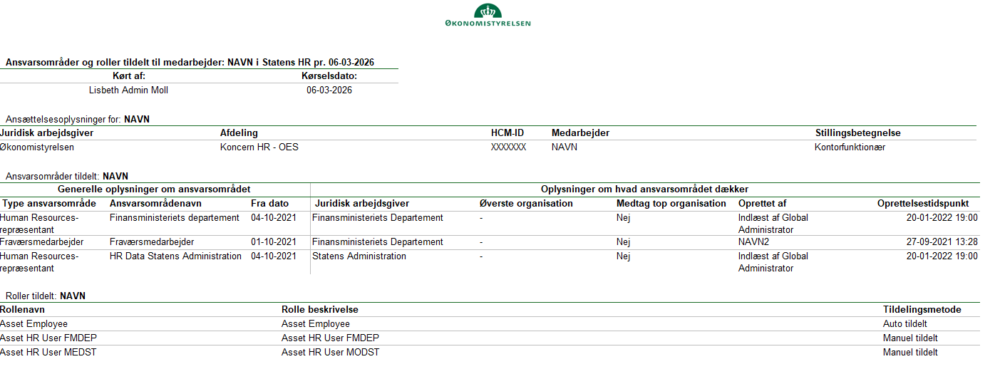 ØKONOMISTYRELSEN
Ansvarsområder og roller tildelt til medarbejder: NAVN i Statens HR pr. 06-03-2026
Kørt af: Kørselsdato:
Lisbeth Admin Moll 06-03-2026
Ansættelsesoplysninger for: NAVN
Juridisk arbejdsgiver Afdeling HCM-ID Medarbejder Stillingsbetegnelse
Økonomistyrelsen Koncern HR - OES XXXXXXX NAVN Kontorfunktionær
Ansvarsområder tildelt: NAVN
Generelle oplysninger om ansvarsområdet Oplysninger om hvad ansvarsområdet dækker
Type ansvarsområde Ansvarsområdenavn Fra dato Juridisk arbejdsgiver Øverste organisation Medtag top organisation Oprettet af Oprettelsestidspunkt
Human Resources- Finansministeriets departement 04-10-2021 Finansministeriets Departement - Nej Indlæst af Global 20-01-2022 19:00
repræsentant Administrator
Fraværsmedarbejder Fraværsmedarbejder 01-10-2021 Finansministeriets Departement - Nej NAVN2 27-09-2021 13:28
Human Resources- HR Data Statens Administration 04-10-2021 Statens Administration - Nej Indlæst af Global 20-01-2022 19:00
repræsentant Administrator
Roller tildelt: NAVN
Rollenavn Rolle beskrivelse Tildelingsmetode
Asset Employee Asset Employee Auto tildelt
Asset HR User FMDEP Asset HR User FMDEP Manuel tildelt
Asset HR User MEDST Asset HR User MODST Manuel tildelt